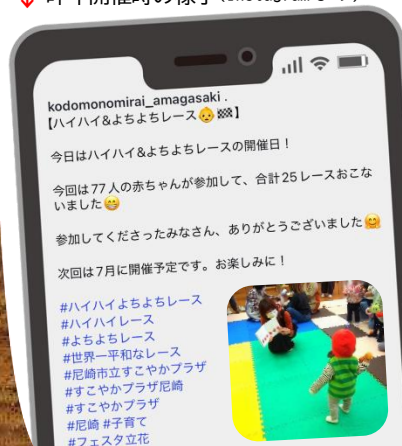 kodomonomirai_amagasaki .
【ハイハイ&よちよちレース👶🏁】
今日はハイハイ&よちよちレースの開催日！
今回は77人の赤ちゃんが参加して、合計25レースおこな
いました😄
参加してくださったみなさん、ありがとうございました🤗
次回は7月に開催予定です。お楽しみに！
#ハイハイよちよちレース
#ハイハイレース
#よちよちレース
#世界一平和なレース
#尼崎市立すこやかプラザ
#すこやかプラザ尼崎
#すこやかプラザ
#尼崎 #子育て
#フェスタ立花